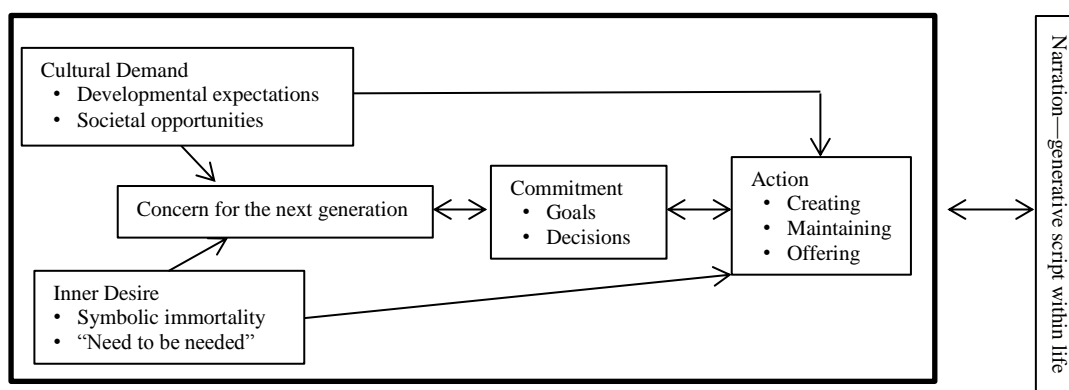 Cultural Demand
• Developmental expectations
• Societal opportunities
Concern for the next generation
Inner Desire
• Symbolic immortality
• “Need to be needed”
Commitment
• Goals
• Decisions
Action
• Creating
• Maintaining
• Offering
Narration—generative script within life